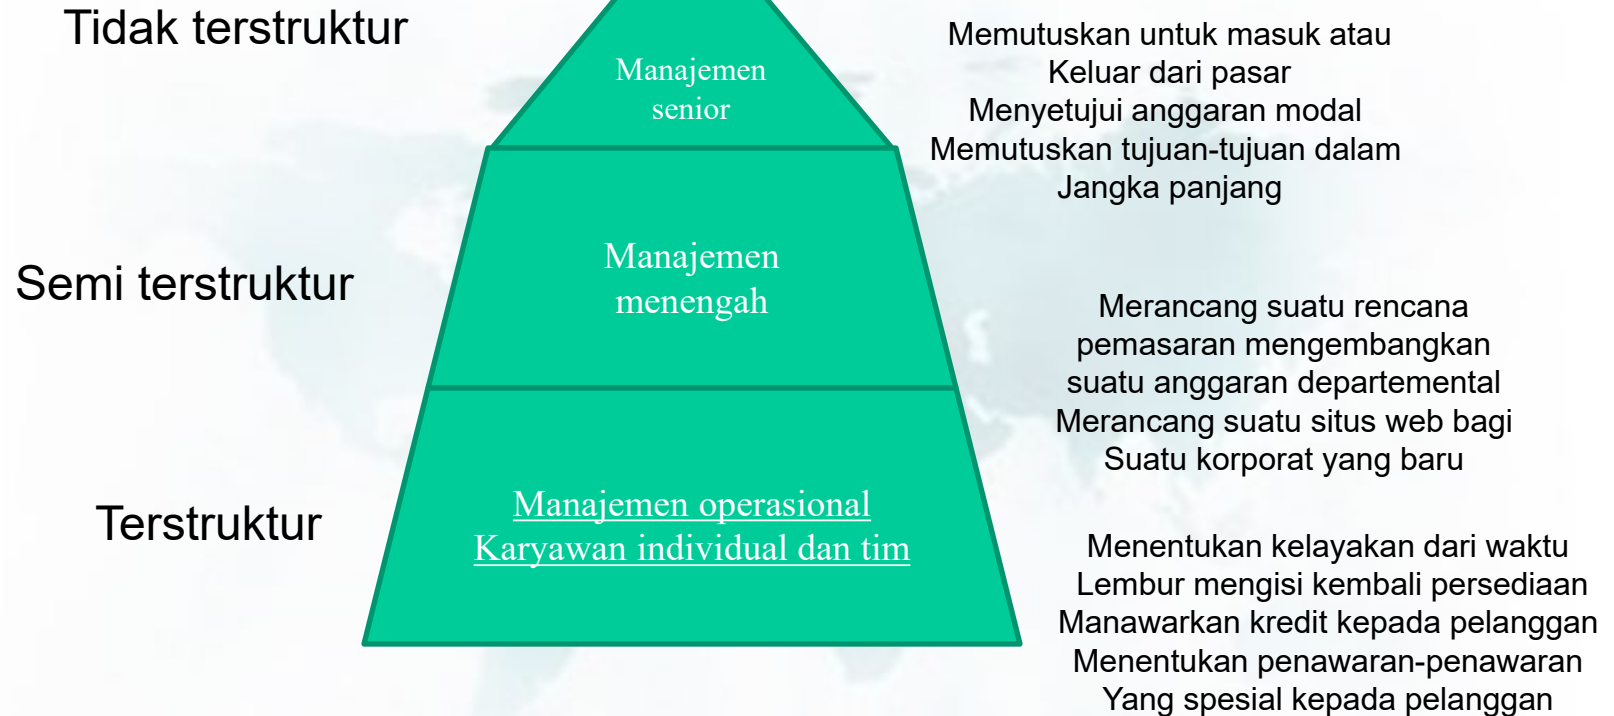 Tidak terstruktur
Manajemen
senior
Memutuskan untuk masuk atau
Keluar dari pasar
Menyetujui anggaran modal
Memutuskan tujuan-tujuan dalam
Jangka panjang
Semi terstruktur
Manajemen
menengah
Merancang suatu rencana
pemasaran mengembangkan
suatu anggaran departemental
Merancang suatu situs web bagi
Suatu korporat yang baru
Terstruktur
Manajemen operasional
Karyawan individual dan tim
Menentukan kelayakan dari waktu
Lembur mengisi kembali persediaan
Manawarkan kredit kepada pelanggan
Menentukan penawaran-penawaran
Yang spesial kepada pelanggan